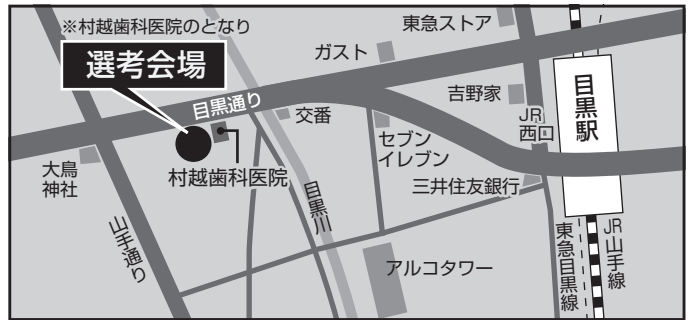 ※村越歯科医院のとなり
選考会場
東急ストア
ガスト
目黒通り
交番
吉野家
JR
西口
目黒駅
セブン
イレブン
大鳥
神社
村越歯科医院
三井住友銀行
山手通り
目黒川
アルコタワー
東急目黒線
JR山手線